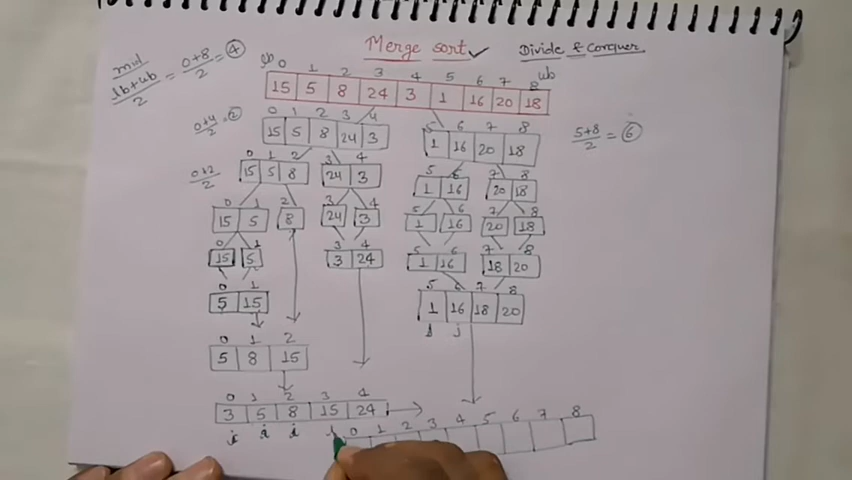 Merge sort ✓ Divide & Conquer
mid
lb+ub/2 = 0+8/2 = 4
lb 0 1 2 3 4 5 6 7 8 ub
15 5 8 24 3 1 16 20 18
0+4/2 = 2
0 1 2 3 4
15 5 8 24 3
5 6 7 8
1 16 20 18
5+8/2 = 6
0+2/2
0 1 2
15 5 8
3 4
24 3
5 6
1 16
7 8
20 18
0 1
15 5
2
8
3
24
4
3
5
1
6
16
7
20
8
18
0
15
1
5
3 4
3 24
5 6
1 16
7 8
18 20
0 1
5 15
5 6 7 8
1 16 18 20
j j
0 1 2
5 8 15
0 1 2 3 4
3 5 8 15 24
i i i
0 1 2 3 4 5 6 7 8